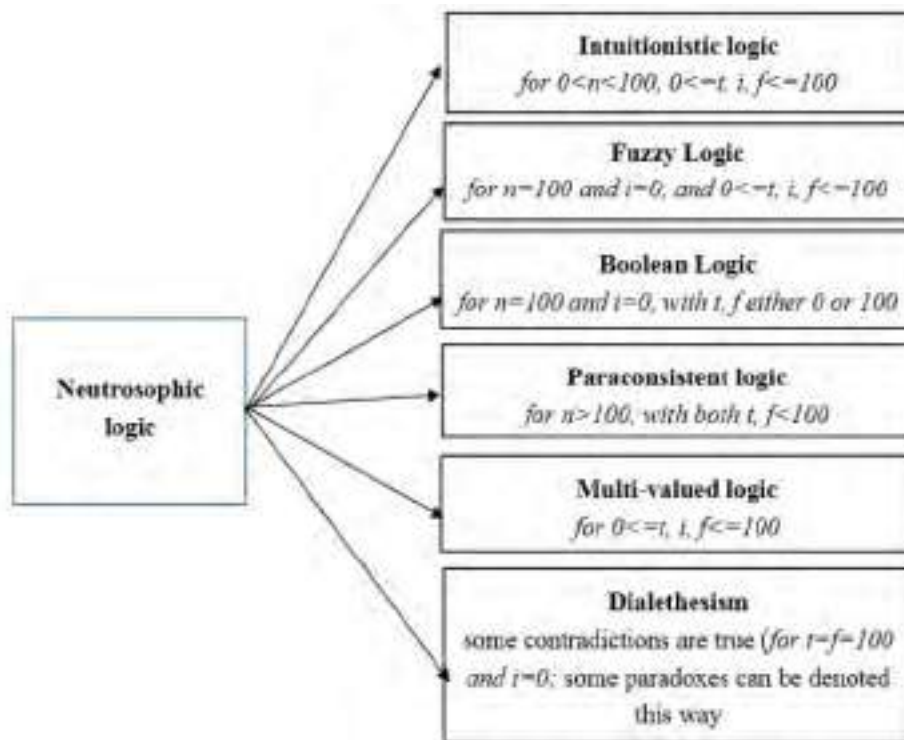 Neutrosophic
logic
Intuitionistic logic
for 0<n<100, 0<=t, i, f<=100
Fuzzy Logic
for n=100 and i=0, and 0<=t, i, f<=100
Boolean Logic
for n=100 and i=0, with t, f either 0 or 100
Paraconsistent logic
for n>100, with both t, f<100
Multi-valued logic
for 0<=t, i, f<=100
Dialethesism
some contradictions are true (for t=f=100
and i=0; some paradoxes can be denoted
this way